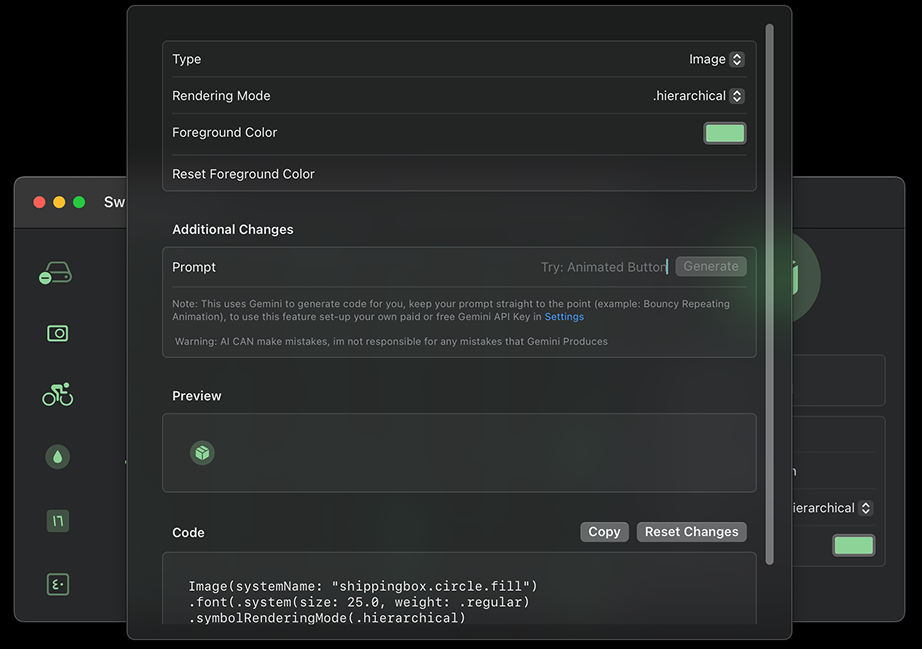 Type
Image
Rendering Mode
.hierarchical
Foreground Color
Reset Foreground Color
Sw
Additional Changes
Prompt
Try: Animated Button
Generate
Note: This uses Gemini to generate code for you, keep your prompt straight to the point (example: Bouncy Repeating
Animation), to use this feature set-up your own paid or free Gemini API Key in Settings
Warning: AI CAN make mistakes, im not responsible for any mistakes that Gemini Produces
Preview
n
ierarchical
١٦
٤٠
Code
Copy
Reset Changes
Image(systemName: "shippingbox.circle.fill")
.font(.system(size: 25.0, weight: .regular)
.symbolRenderingMode(.hierarchical)